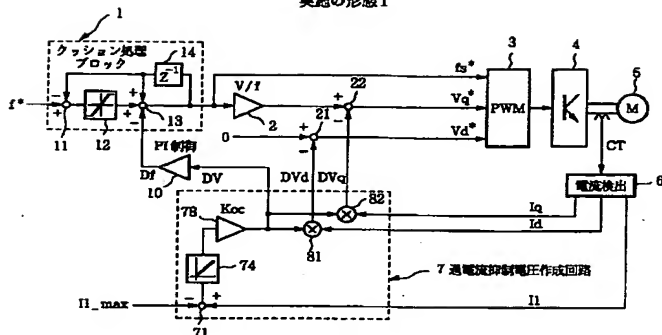 実施の形態1
1
クッション処理
ブロック
14
Z⁻¹
f*
11
12
13
V/f
2
22
21
0
fs*
Vq*
Vd*
3
PWM
4
5
M
CT
電流検出
6
PI制御
Df
10
DV
DVd
DVq
82
81
Iq
Id
78
Koc
74
7 過電流抑制電圧作成回路
I1_max
71
I1